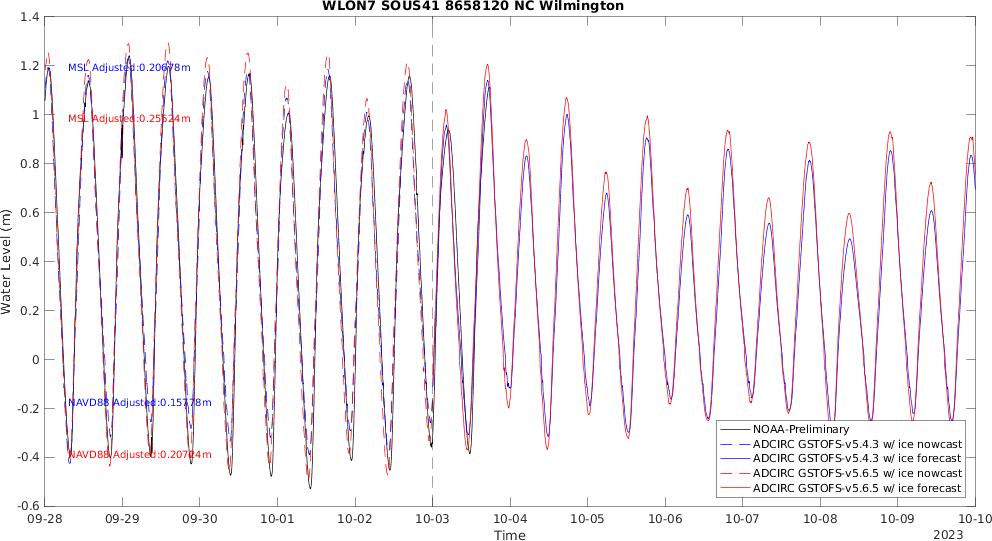 WLON7 SOUS41 8658120 NC Wilmington
1.4
1.2
1
0.8
0.6
0.4
0.2
0
-0.2
-0.4
-0.6
Water Level (m)
MSL Adjusted:0.20678m
MSL Adjusted:0.25624m
NAVD88 Adjusted:0.15778m
NAVD88 Adjusted:0.20724m
NOAA-Preliminary
ADCIRC GSTOFS-v5.4.3 w/ ice nowcast
ADCIRC GSTOFS-v5.4.3 w/ ice forecast
ADCIRC GSTOFS-v5.6.5 w/ ice nowcast
ADCIRC GSTOFS-v5.6.5 w/ ice forecast
09-28 09-29 09-30 10-01 10-02 10-03 10-04 10-05 10-06 10-07 10-08 10-09 10-10
Time
2023